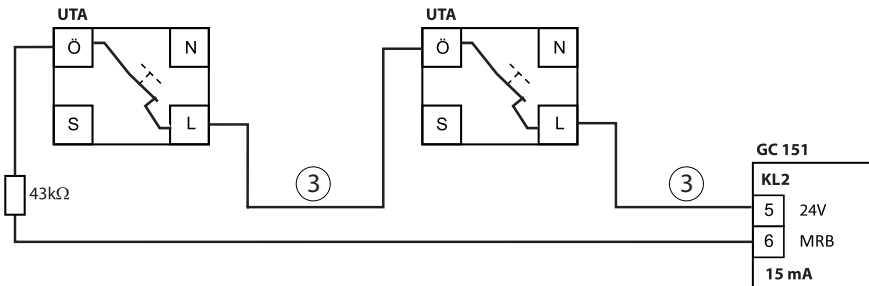 UTA
Ö N
S L
UTA
Ö N
S L
43kΩ
3
3
GC 151
KL2
5 24V
6 MRB
15 mA